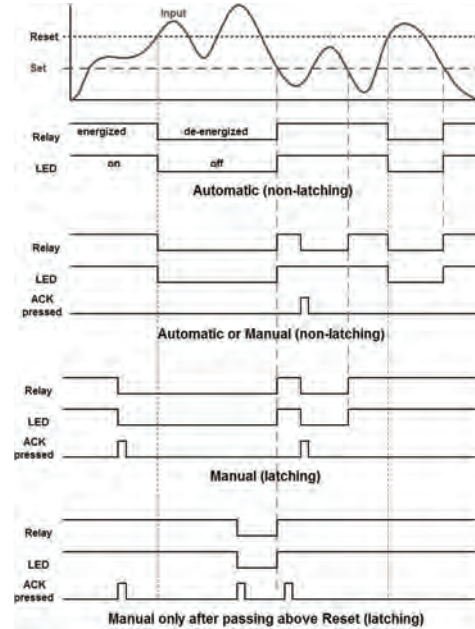 Input
Reset
Set
energized de-energized
Relay
on off
LED
Automatic (non-latching)
Relay
LED
ACK
pressed
Automatic or Manual (non-latching)
Relay
LED
ACK
pressed
Manual (latching)
Relay
LED
ACK
pressed
Manual only after passing above Reset (latching)